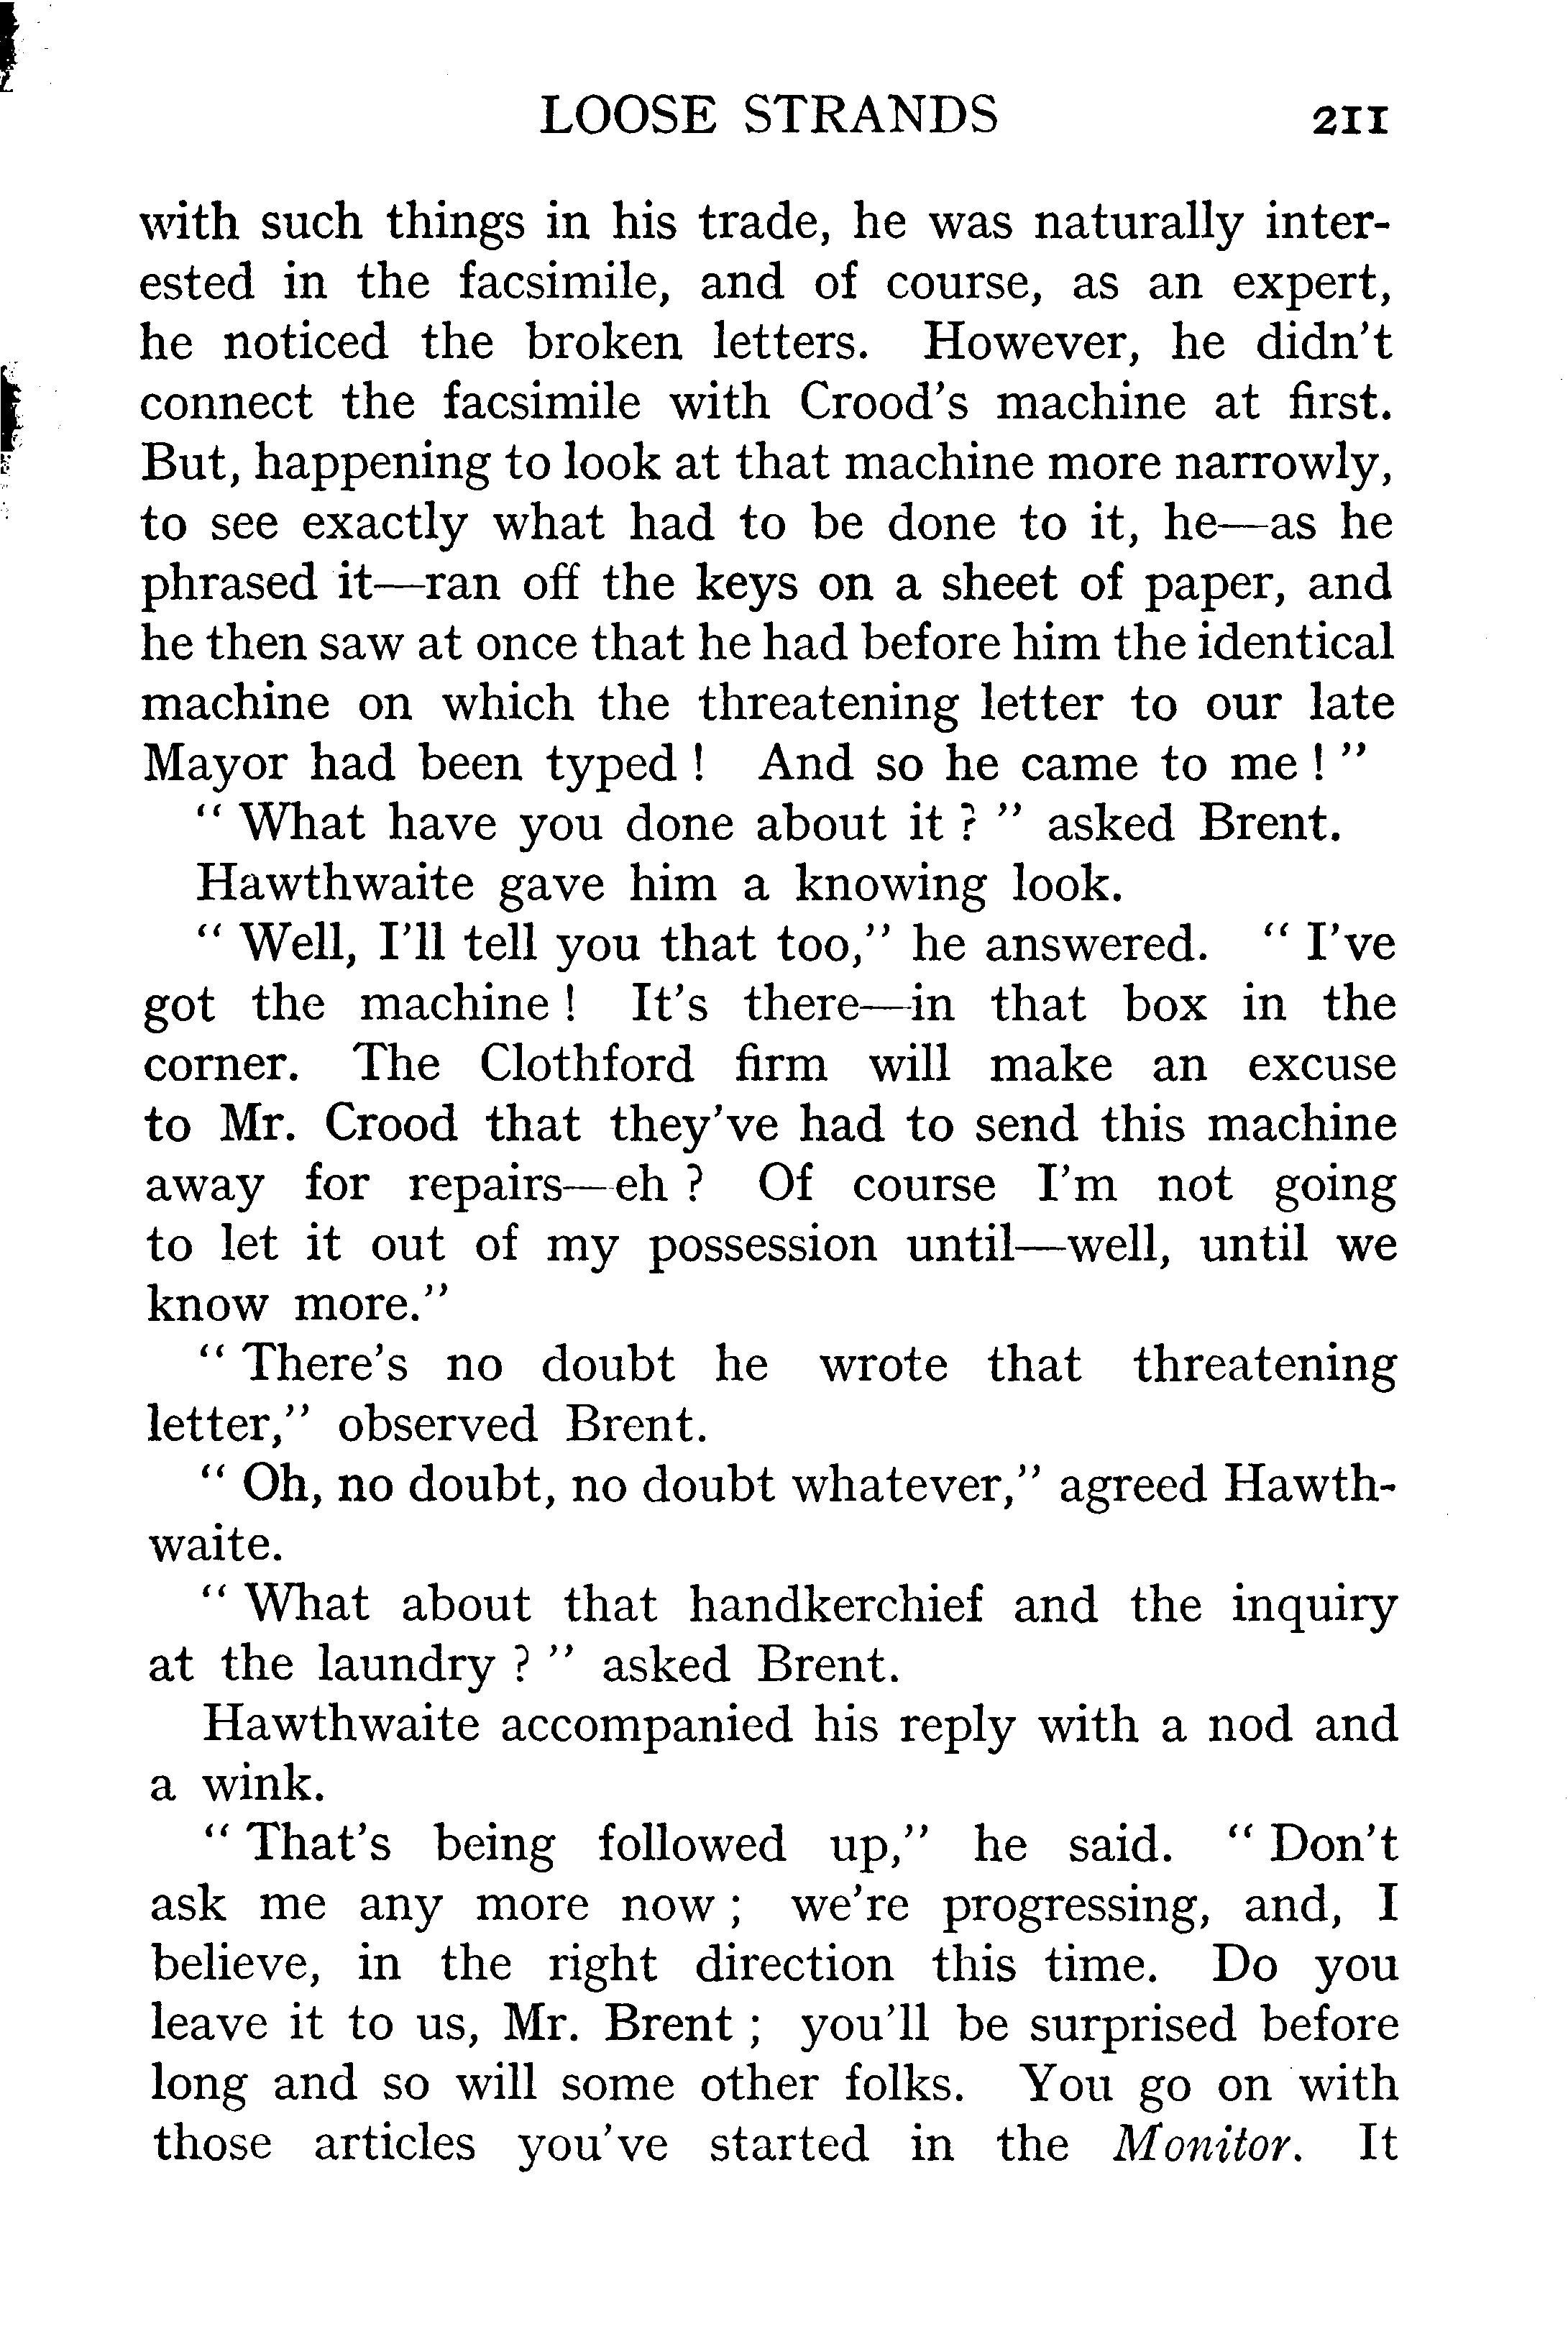 LOOSE STRANDS 211
with such things in his trade, he was naturally inter-
ested in the facsimile, and of course, as an expert,
he noticed the broken letters. However, he didn't
connect the facsimile with Crood's machine at first.
But, happening to look at that machine more narrowly,
to see exactly what had to be done to it, he—as he
phrased it—ran off the keys on a sheet of paper, and
he then saw at once that he had before him the identical
machine on which the threatening letter to our late
Mayor had been typed ! And so he came to me ! ”
“ What have you done about it ? ” asked Brent.
Hawthwaite gave him a knowing look.
“ Well, I'll tell you that too,” he answered. “ I've
got the machine ! It's there—in that box in the
corner. The Clothford firm will make an excuse
to Mr. Crood that they've had to send this machine
away for repairs—eh ? Of course I'm not going
to let it out of my possession until—well, until we
know more.”
“ There's no doubt he wrote that threatening
letter,” observed Brent.
“ Oh, no doubt, no doubt whatever,” agreed Hawth-
waite.
“ What about that handkerchief and the inquiry
at the laundry ? ” asked Brent.
Hawthwaite accompanied his reply with a nod and
a wink.
“ That's being followed up,” he said. “ Don't
ask me any more now ; we're progressing, and, I
believe, in the right direction this time. Do you
leave it to us, Mr. Brent ; you'll be surprised before
long and so will some other folks. You go on with
those articles you've started in the Monitor. It